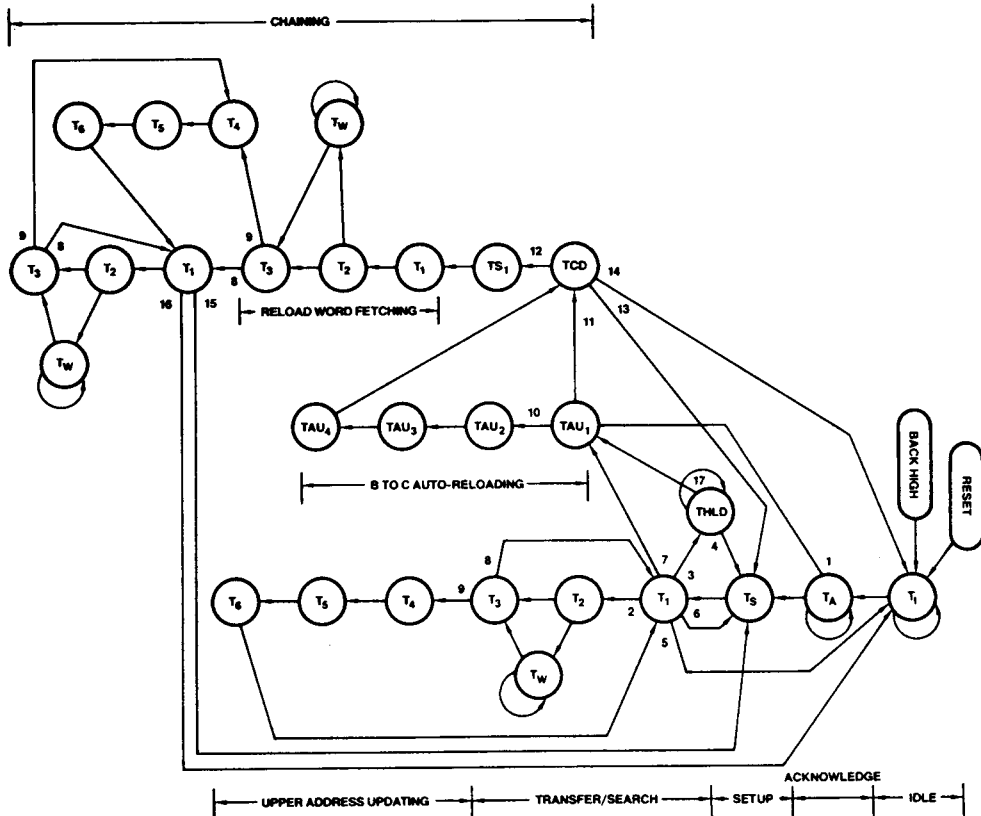 CHAINING
T6 T5 T4 TW
9 8 9 12 14
T3 T2 T1 T3 T2 T1 TS1 TCD
16 15 8 13
RELOAD WORD FETCHING
11
TW
10
TAU4 TAU3 TAU2 TAU1
BACK HIGH
RESET
B TO C AUTO-RELOADING
17
THLD
4
8 7 3 1
T6 T5 T4 9 T3 T2 2 T1 6 TS TA TI
5
TW
ACKNOWLEDGE
UPPER ADDRESS UPDATING TRANSFER/SEARCH SETUP IDLE